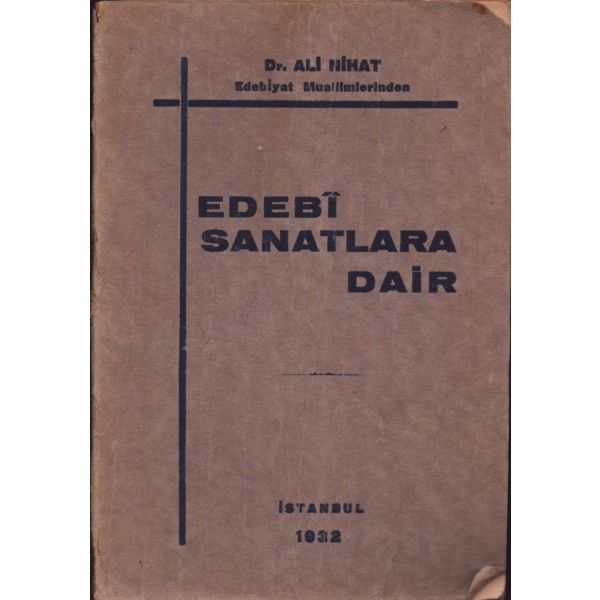 Dr. ALİ NİHAT
Edebiyat Muallimlerinden
EDEBÎ
SANATLARA
DAİR
İSTANBUL
1932